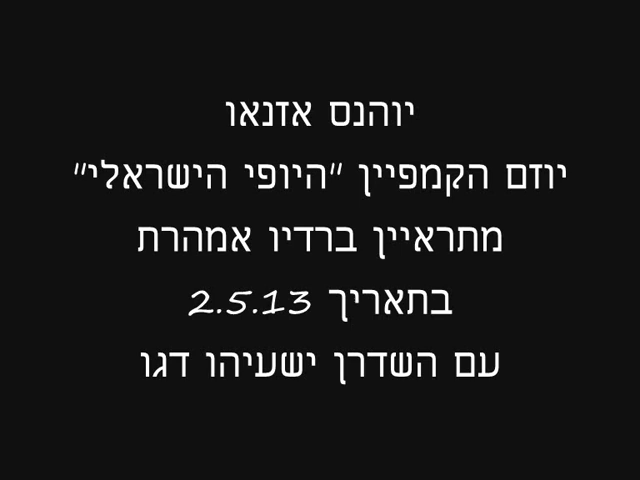 יוהנס אזנאו
יוזם הקמפיין "היופי הישראלי"
מתראיין ברדיו אמהרת
בתאריך 2.5.13
עם השדרן ישעיהו דגו